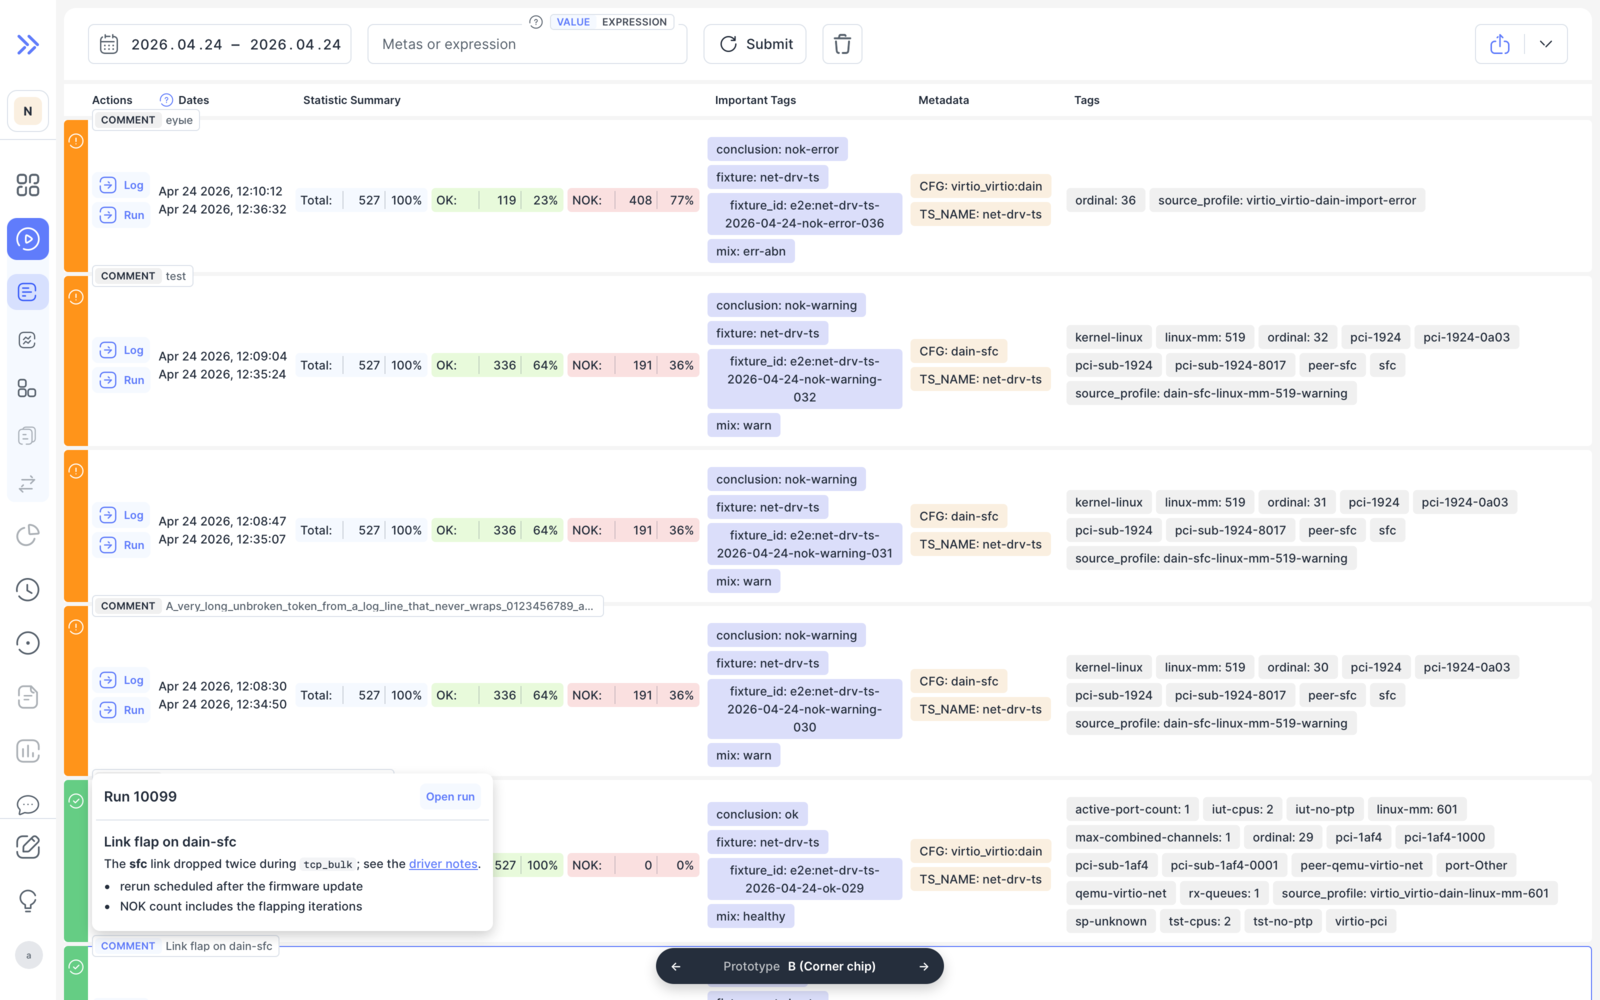 VALUE EXPRESSION
2026.04.24 – 2026.04.24
Metas or expression
Submit
N
Actions
Dates
Statistic Summary
Important Tags
Metadata
Tags
COMMENT еуые
Log
Run
Apr 24 2026, 12:10:12
Apr 24 2026, 12:36:32
Total: 527 100%
OK: 119 23%
NOK: 408 77%
conclusion: nok-error
fixture: net-drv-ts
fixture_id: e2e:net-drv-ts-
2026-04-24-nok-error-036
mix: err-abn
CFG: virtio_virtio:dain
TS_NAME: net-drv-ts
ordinal: 36
source_profile: virtio_virtio-dain-import-error
COMMENT test
Log
Run
Apr 24 2026, 12:09:04
Apr 24 2026, 12:35:24
Total: 527 100%
OK: 336 64%
NOK: 191 36%
conclusion: nok-warning
fixture: net-drv-ts
fixture_id: e2e:net-drv-ts-
2026-04-24-nok-warning-
032
mix: warn
CFG: dain-sfc
TS_NAME: net-drv-ts
kernel-linux linux-mm: 519 ordinal: 32 pci-1924 pci-1924-0a03
pci-sub-1924 pci-sub-1924-8017 peer-sfc sfc
source_profile: dain-sfc-linux-mm-519-warning
Log
Run
Apr 24 2026, 12:08:47
Apr 24 2026, 12:35:07
Total: 527 100%
OK: 336 64%
NOK: 191 36%
conclusion: nok-warning
fixture: net-drv-ts
fixture_id: e2e:net-drv-ts-
2026-04-24-nok-warning-031
mix: warn
CFG: dain-sfc
TS_NAME: net-drv-ts
kernel-linux linux-mm: 519 ordinal: 31 pci-1924 pci-1924-0a03
pci-sub-1924 pci-sub-1924-8017 peer-sfc sfc
source_profile: dain-sfc-linux-mm-519-warning
COMMENT A_very_long_unbroken_token_from_a_log_line_that_never_wraps_0123456789_a...
Log
Run
Apr 24 2026, 12:08:30
Apr 24 2026, 12:34:50
Total: 527 100%
OK: 336 64%
NOK: 191 36%
conclusion: nok-warning
fixture: net-drv-ts
fixture_id: e2e:net-drv-ts-
2026-04-24-nok-warning-
030
mix: warn
CFG: dain-sfc
TS_NAME: net-drv-ts
kernel-linux linux-mm: 519 ordinal: 30 pci-1924 pci-1924-0a03
pci-sub-1924 pci-sub-1924-8017 peer-sfc sfc
source_profile: dain-sfc-linux-mm-519-warning
Run 10099
Open run
Link flap on dain-sfc
The sfc link dropped twice during tcp_bulk ; see the driver notes.
• rerun scheduled after the firmware update
• NOK count includes the flapping iterations
527 100%
NOK: 0 0%
conclusion: ok
fixture: net-drv-ts
fixture_id: e2e:net-drv-ts-
2026-04-24-ok-029
mix: healthy
CFG: virtio_virtio:dain
TS_NAME: net-drv-ts
active-port-count: 1 iut-cpus: 2 iut-no-ptp linux-mm: 601
max-combined-channels: 1 ordinal: 29 pci-1af4 pci-1af4-1000
pci-sub-1af4 pci-sub-1af4-0001 peer-qemu-virtio-net port-Other
qemu-virtio-net rx-queues: 1 source_profile: virtio_virtio-dain-linux-mm-601
sp-unknown tst-cpus: 2 tst-no-ptp virtio-pci
COMMENT Link flap on dain-sfc
← Prototype B (Corner chip) →
a